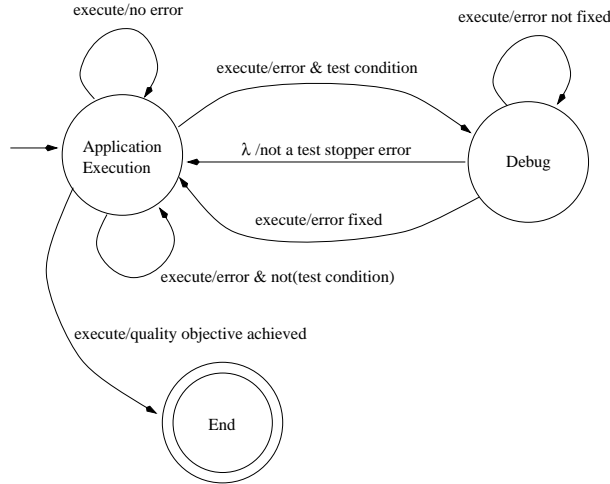 execute/no error
execute/error not fixed
execute/error & test condition
Application
Execution
λ /not a test stopper error
Debug
execute/error fixed
execute/error & not(test condition)
execute/quality objective achieved
End